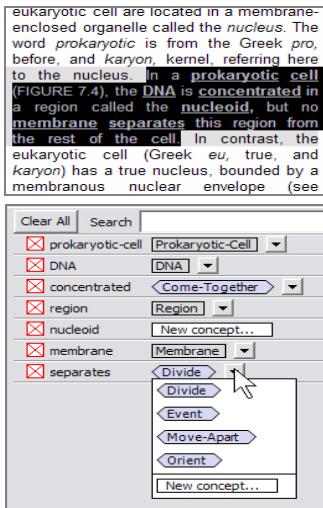 eukaryotic cell are located in a membrane-
enclosed organelle called the nucleus. The
word prokaryotic is from the Greek pro,
before, and karyon, kernel, referring here
to the nucleus. In a prokaryotic cell
(FIGURE 7.4), the DNA is concentrated in
a region called the nucleoid, but no
membrane separates this region from
the rest of the cell. In contrast, the
eukaryotic cell (Greek eu, true, and
karyon) has a true nucleus, bounded by a
membranous nuclear envelope (see
Clear All Search
prokaryotic-cell Prokaryotic-Cell
DNA DNA
concentrated Come-Together
region Region
nucleoid New concept...
membrane Membrane
separates Divide
Divide
Event
Move-Apart
Orient
New concept...